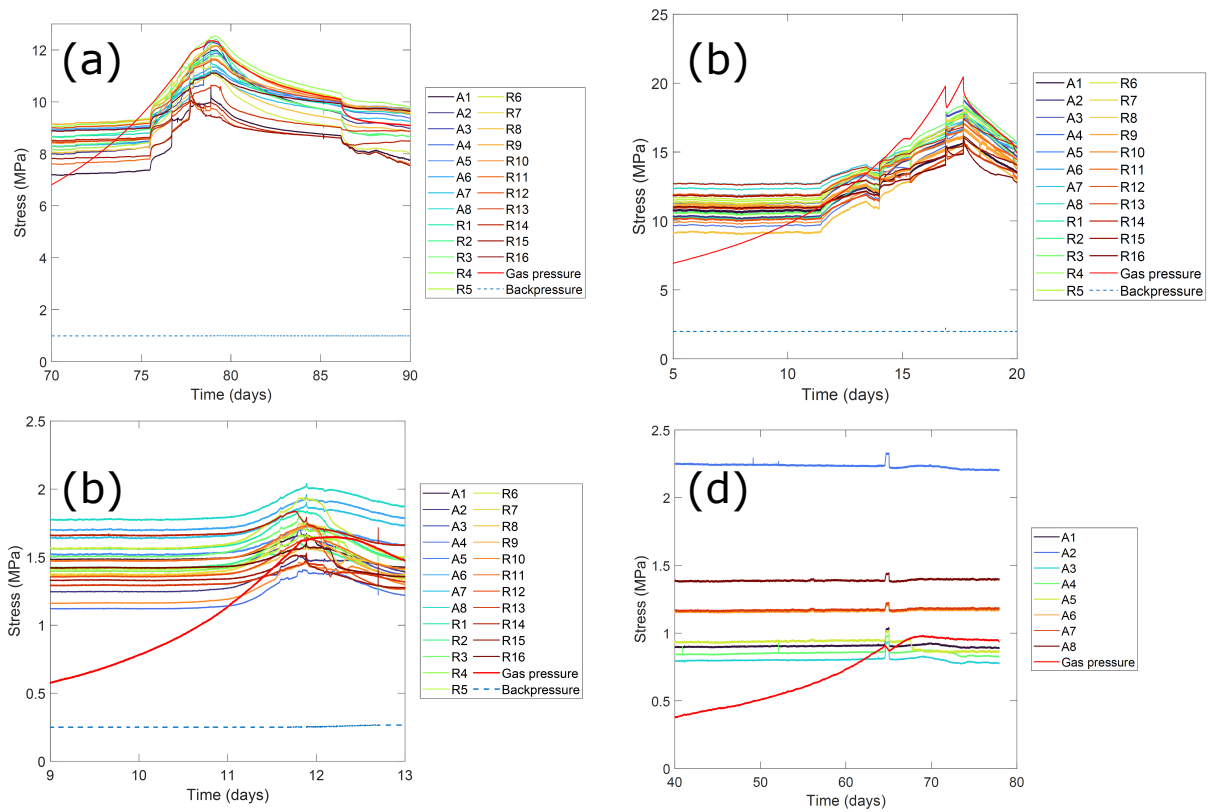 (a)
12
10
8
6
4
2
0
Stress (MPa)
70 75 80 85 90
Time (days)
A1 R6
A2 R7
A3 R8
A4 R9
A5 R10
A6 R11
A7 R12
A8 R13
R1 R14
R2 R15
R3 R16
R4 Gas pressure
R5 Backpressure
(b)
25
20
15
10
5
0
Stress (MPa)
5 10 15 20
Time (days)
A1 R6
A2 R7
A3 R8
A4 R9
A5 R10
A6 R11
A7 R12
A8 R13
R1 R14
R2 R15
R3 R16
R4 Gas pressure
R5 Backpressure
(b)
2.5
2
1.5
1
0.5
0
Stress (MPa)
9 10 11 12 13
Time (days)
A1 R6
A2 R7
A3 R8
A4 R9
A5 R10
A6 R11
A7 R12
A8 R13
R1 R14
R2 R15
R3 R16
R4 Gas pressure
R5 Backpressure
(d)
2.5
2
1.5
1
0.5
0
Stress (MPa)
40 50 60 70 80
Time (days)
A1
A2
A3
A4
A5
A6
A7
A8
Gas pressure